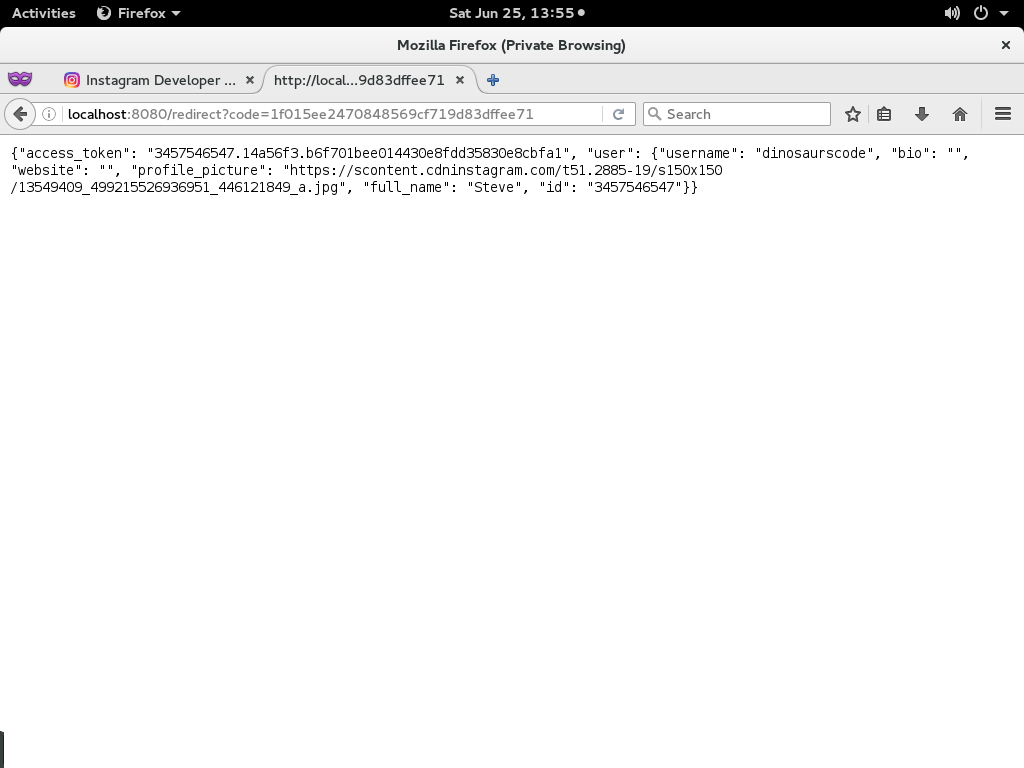 Activities Firefox Sat Jun 25, 13:55
Mozilla Firefox (Private Browsing)
Instagram Developer ... http://local...9d83dffee71
localhost:8080/redirect?code=1f015ee2470848569cf719d83dffee71 Search
{"access_token": "3457546547.14a56f3.b6f701bee014430e8fdd35830e8cbfa1", "user": {"username": "dinosaurscode", "bio": "",
"website": "", "profile_picture": "https://scontent.cdninstagram.com/t51.2885-19/s150x150
/13549409_499215526936951_446121849_a.jpg", "full_name": "Steve", "id": "3457546547"}}